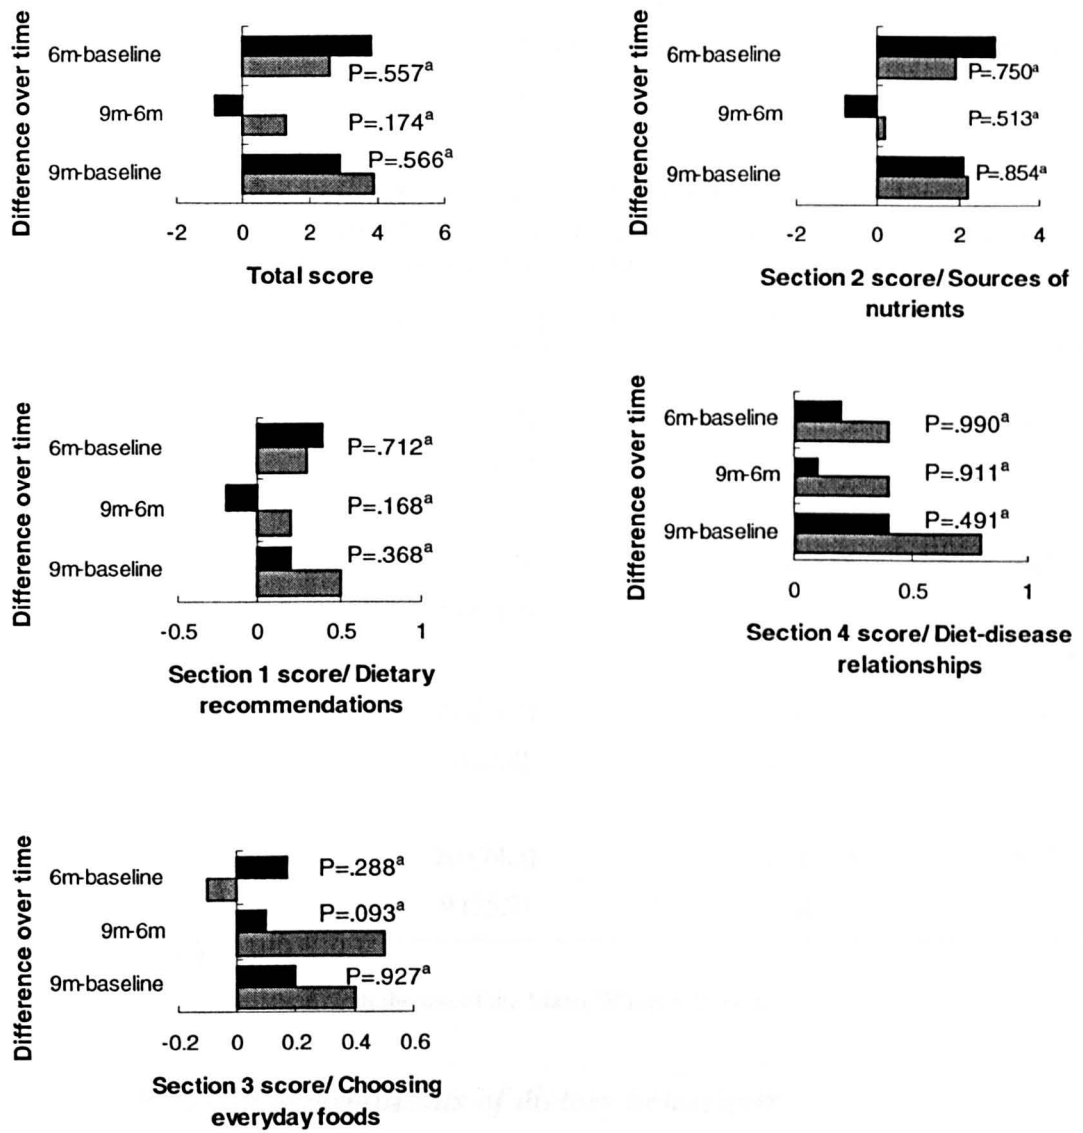 Difference over time
6m-baseline
9m-6m
9m-baseline
P=.557ᵃ
P=.174ᵃ
P=.566ᵃ
-2 0 2 4 6
Total score
Difference over time
6m-baseline
9m-6m
9m-baseline
P=.750ᵃ
P=.513ᵃ
P=.854ᵃ
-2 0 2 4
Section 2 score/ Sources of
nutrients
Difference over time
6m-baseline
9m-6m
9m-baseline
P=.712ᵃ
P=.168ᵃ
P=.368ᵃ
-0.5 0 0.5 1
Section 1 score/ Dietary
recommendations
Difference over time
6m-baseline
9m-6m
9m-baseline
P=.990ᵃ
P=.911ᵃ
P=.491ᵃ
0 0.5 1
Section 4 score/ Diet-disease
relationships
Difference over time
6m-baseline
9m-6m
9m-baseline
P=.288ᵃ
P=.093ᵃ
P=.927ᵃ
-0.2 0 0.2 0.4 0.6
Section 3 score/ Choosing
everyday foods